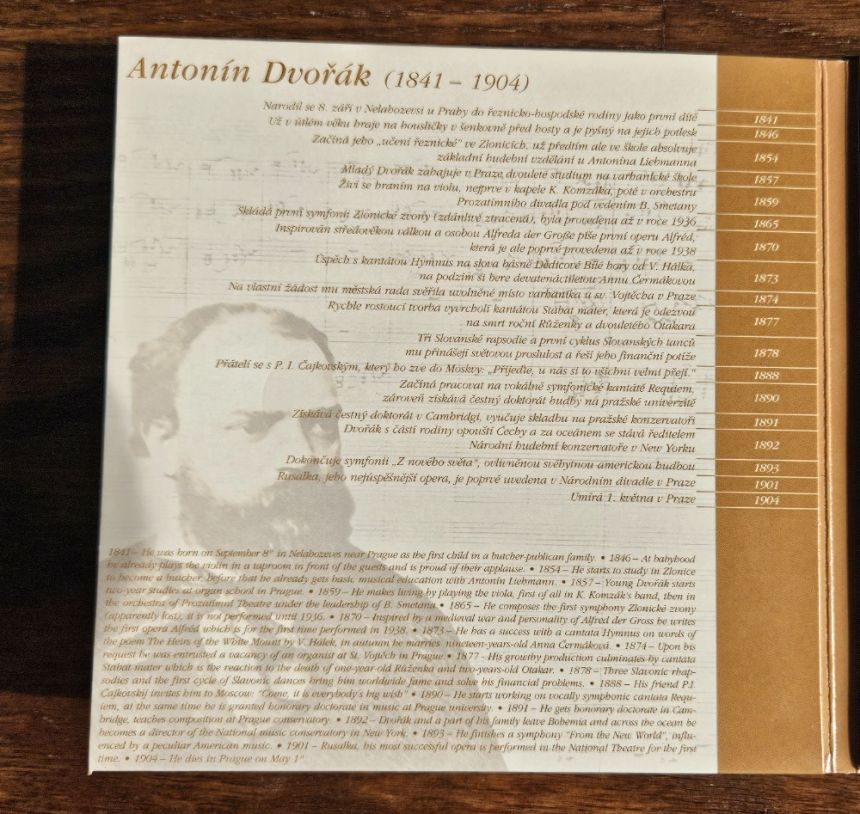 Antonín Dvořák (1841 – 1904)
Narodil se 8. září v Nelahozevsi u Prahy do řeznicko-hospodské rodiny jako první dítě 1841
Už v útlém věku hraje na housličky v šenkovně před hosty a je pyšný na jejich potlesk 1846
Začíná jeho „učení řeznické" ve Zlonicích, už předtím ale ve škole absolvuje
základní hudební vzdělání u Antonína Liehmanna 1854
Mladý Dvořák zahajuje v Praze dvouleté studium na varhanické škole 1857
Živí se hraním na violu, nejprve v kapele K. Komzáka, poté v orchestru
Prozatímního divadla pod vedením B. Smetany 1859
Skládá první symfonii Zlonické zvony (zdánlivě ztracená), byla provedena až v roce 1936 1865
Inspirován středověkou válkou a osobou Alfreda der Große píše první operu Alfréd,
která je ale poprvé provedena až v roce 1938 1870
Úspěch s kantátou Hymnus na slova básně Dědicové Bílé hory od V. Hálka,
na podzim si bere devatenáctiletou Annu Čermákovou 1873
Na vlastní žádost mu městská rada svěřila uvolněné místo varhaníka u sv. Vojtěcha v Praze 1874
Rychle rostoucí tvorba vyvrcholí kantátou Stabat mater, která je odezvou
na smrt roční Růženky a dvouletého Otakara 1877
Tři Slovanské rapsodie a první cyklus Slovanských tanců
mu přinášejí světovou proslulost a řeší jeho finanční potíže 1878
Přátelí se s P. I. Čajkovským, který ho zve do Moskvy: „Přijeďte, u nás si to všichni velmi přejí." 1888
Začíná pracovat na vokálně symfonické kantátě Requiem,
zároveň získává čestný doktorát hudby na pražské univerzitě 1890
Získává čestný doktorát v Cambridgi, vyučuje skladbu na pražské konzervatoři 1891
Dvořák s částí rodiny opouští Čechy a za oceánem se stává ředitelem
Národní hudební konzervatoře v New Yorku 1892
Dokončuje symfonii „Z nového světa", ovlivněnou svébytnou americkou hudbou 1893
Rusalka, jeho nejúspěšnější opera, je poprvé uvedena v Národním divadle v Praze 1901
Umírá 1. května v Praze 1904
1841 – He was born on September 8th in Nelahozeves near Prague as the first child in a butcher-publican family. • 1846 – At babyhood
he already plays the violin in a taproom in front of the guests and is proud of their applause. • 1854 – He starts to study in Zlonice
to become a butcher, before that he already gets basic musical education with Antonín Liehmann. • 1857 – Young Dvořák starts
two-year studies at organ school in Prague. • 1859 – He makes living by playing the viola, first of all in K. Komzák's band, then in
the orchestra of Prozatimní Theatre under the leadership of B. Smetana • 1865 – He composes the first symphony Zlonické zvony
(apparently lost), it is not performed until 1936. • 1870 – Inspired by a medieval war and personality of Alfred der Gross he writes
the first opera Alfréd which is for the first time performed in 1938. • 1873 – He has a success with a cantata Hymnus on words of
the poem The Heirs of the White Mount by V. Hálek, in autumn he marries nineteen-years-old Anna Čermáková. • 1874 – Upon his
request he was entrusted a vacancy of an organist at St. Vojtěch in Prague • 1877 - His growthy production culminates by cantata
Stabat mater which is the reaction to the death of one-year-old Růženka and two-years-old Otakar. • 1878 – Three Slavonic rhap-
sodies and the first cycle of Slavonic dances bring him worldwide fame and solve his financial problems. • 1888 – His friend P.I.
Čajkovskij invites him to Moscow: "Come, it is everybody's big wish" • 1890 – He starts working on vocally symphonic cantata Requ-
iem, at the same time he is granted honorary doctorate in music at Prague university. • 1891 – He gets honorary doctorate in Cam-
bridge, teaches composition at Prague conservatory. • 1892 – Dvořák and a part of his family leave Bohemia and across the ocean he
becomes a director of the National music conservatory in New York. • 1893 – He finishes a symphony "From the New World", influ-
enced by a peculiar American music. • 1901 – Rusalka, his most successful opera is performed in the National Theatre for the first
time. • 1904 – He dies in Prague on May 1st.